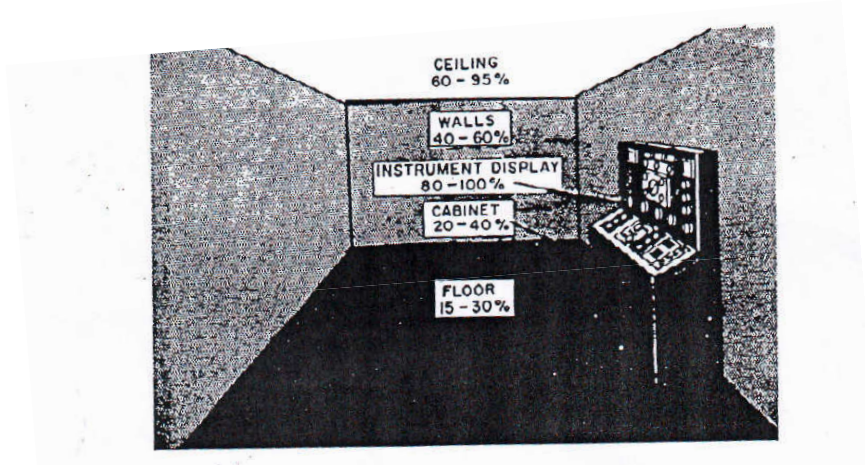 CEILING
60-95%
WALLS
40-60%
INSTRUMENT DISPLAY
80-100%
CABINET
20-40%
FLOOR
15-30%